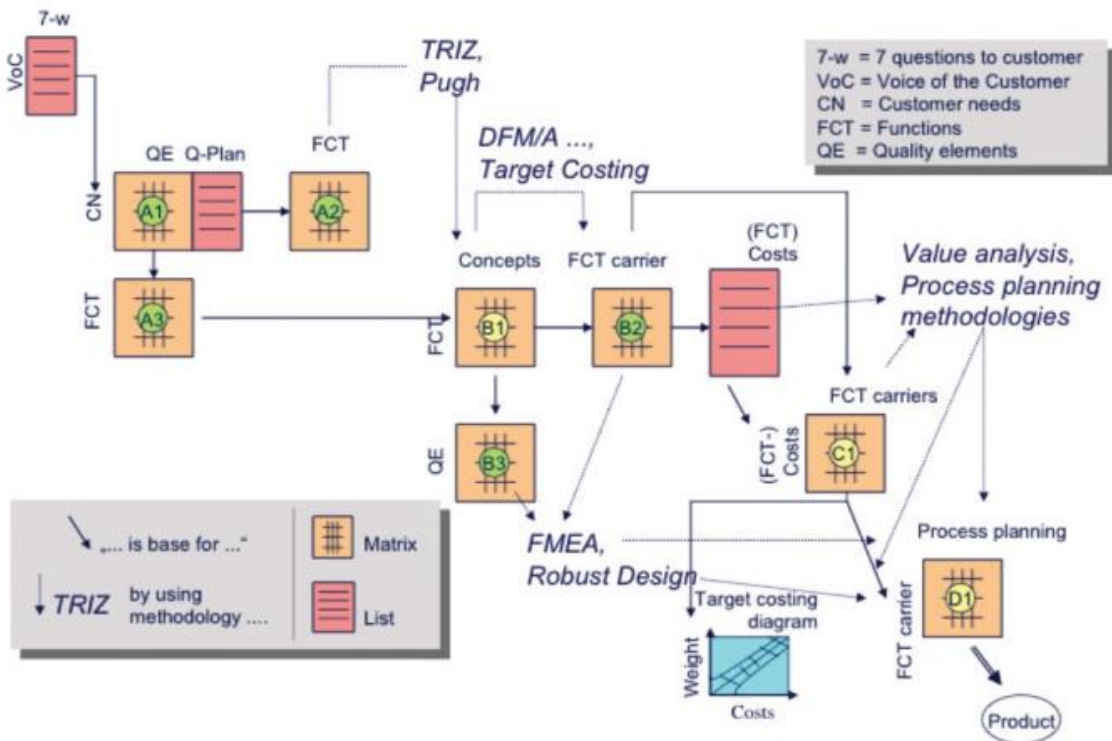 7-w
VoC
TRIZ,
Pugh
7-w = 7 questions to customer
VoC = Voice of the Customer
CN = Customer needs
FCT = Functions
QE = Quality elements
DFM/A ...,
Target Costing
FCT
QE Q-Plan
CN
A1
A2
(FCT)
Costs
Value analysis,
Process planning
methodologies
Concepts
FCT carrier
FCT
A3
FCT
B1
B2
FCT carriers
(FCT-)
Costs
C1
QE
B3
„... is base for ...“
Matrix
FMEA,
Robust Design
Process planning
TRIZ
by using
methodology ....
List
Target costing
diagram
FCT carrier
D1
Weight
Costs
Product